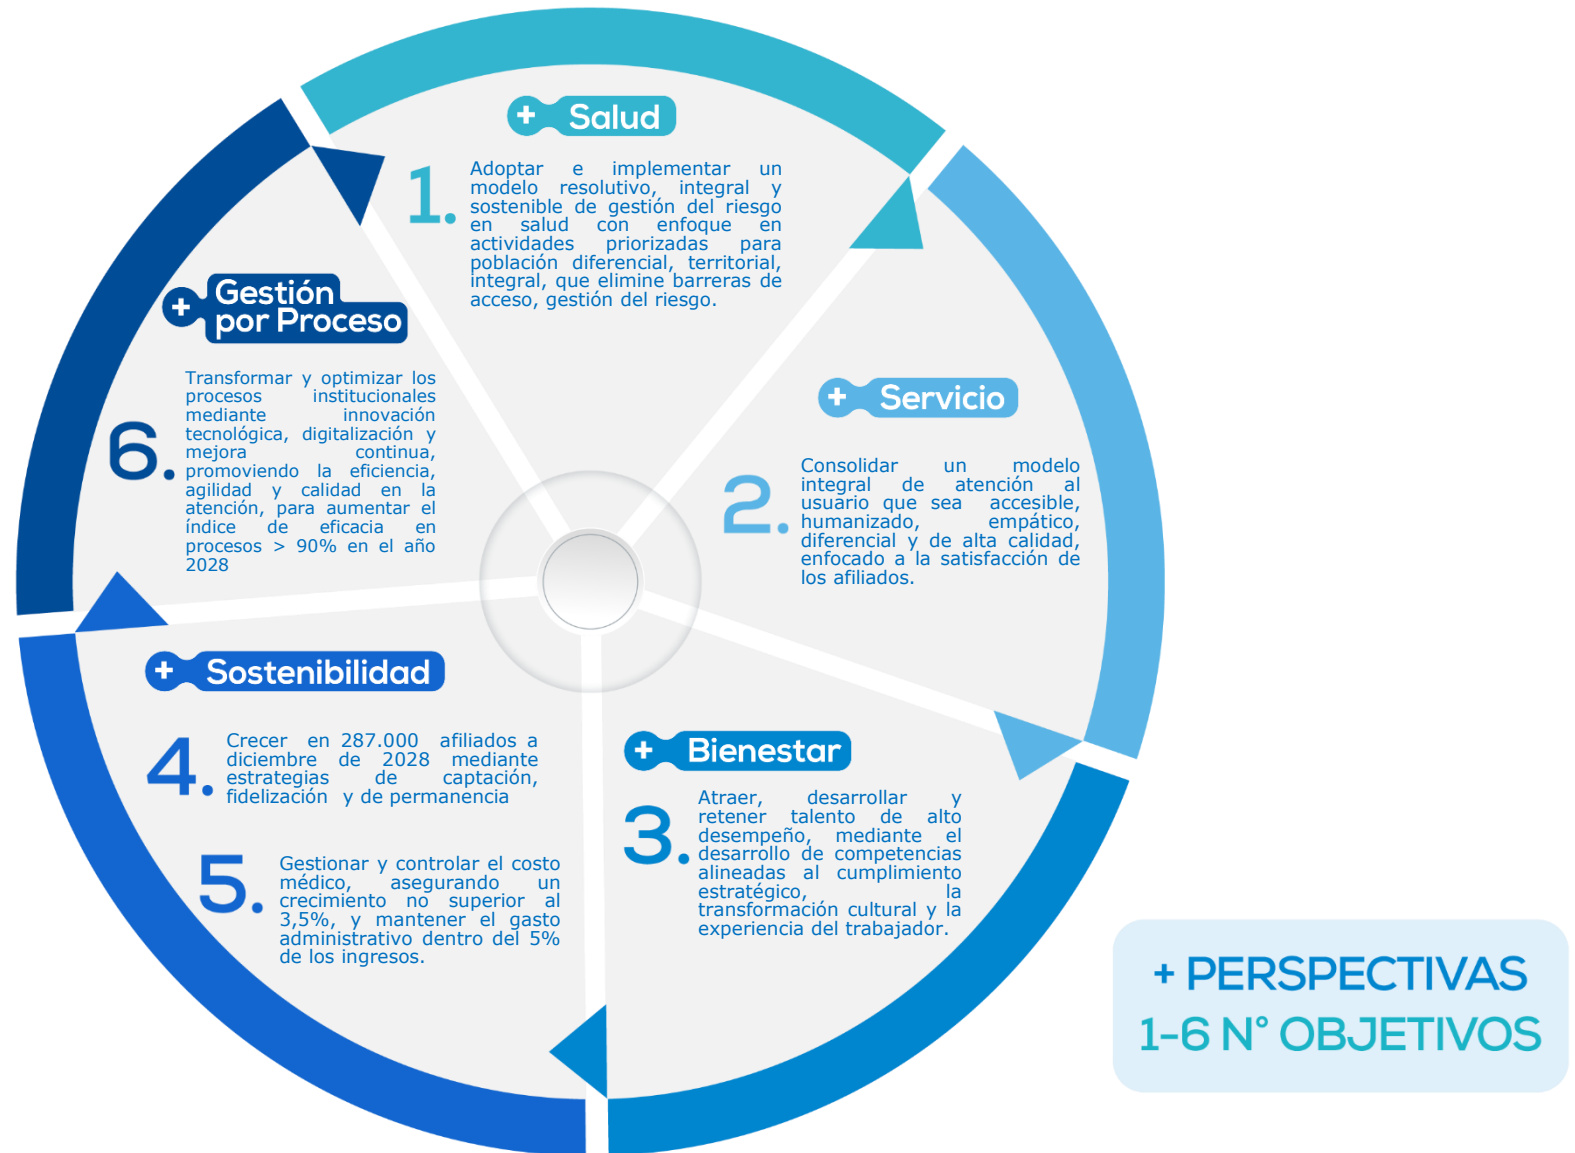 + Salud
1.
Adoptar e implementar un
modelo resolutivo, integral y
sostenible de gestión del riesgo
en salud con enfoque en
actividades priorizadas para
población diferencial, territorial,
integral, que elimine barreras de
acceso, gestión del riesgo.
+ Servicio
2.
Consolidar un modelo
integral de atención al
usuario que sea accesible,
humanizado, empático,
diferencial y de alta calidad,
enfocado a la satisfacción de
los afiliados.
+ Bienestar
3.
Atraer, desarrollar y
retener talento de alto
desempeño, mediante el
desarrollo de competencias
alineadas al cumplimiento
estratégico, la
transformación cultural y la
experiencia del trabajador.
+ Sostenibilidad
4.
Crecer en 287.000 afiliados a
diciembre de 2028 mediante
estrategias de captación,
fidelización y de permanencia
5.
Gestionar y controlar el costo
médico, asegurando un
crecimiento no superior al
3,5%, y mantener el gasto
administrativo dentro del 5%
de los ingresos.
+ Gestión
por Proceso
6.
Transformar y optimizar los
procesos institucionales
mediante innovación
tecnológica, digitalización y
mejora continua,
promoviendo la eficiencia,
agilidad y calidad en la
atención, para aumentar el
índice de eficacia en
procesos > 90% en el año
2028
+ PERSPECTIVAS
1-6 N° OBJETIVOS